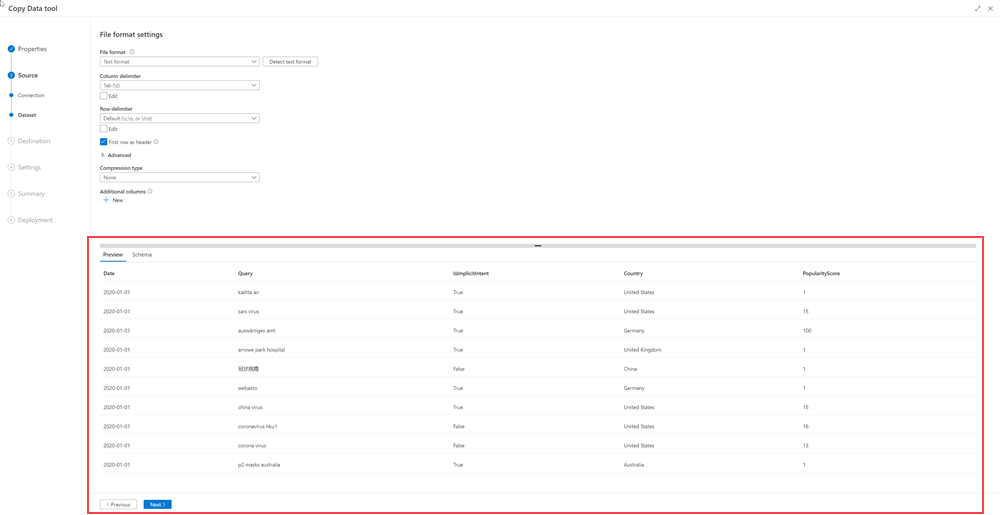 Copy Data tool
Properties
2 Source
Connection
Dataset
3 Destination
4 Settings
5 Summary
6 Deployment
File format settings
File format
Text format
Detect text format
Column delimiter
Tab (\t)
Edit
Row delimiter
Default (\r,\n, or \r\n)
Edit
First row as header
Advanced
Compression type
None
Additional columns
+ New
Preview Schema
Date Query IsImplicitIntent Country PopularityScore
2020-01-01 kalitta air True United States 1
2020-01-01 sars virus True United States 15
2020-01-01 auswärtiges amt True Germany 100
2020-01-01 arrowe park hospital True United Kingdom 1
2020-01-01 冠状病毒 False China 1
2020-01-01 webasto True Germany 1
2020-01-01 china virus True United States 15
2020-01-01 coronavirus hku1 False United States 16
2020-01-01 corona virus False United States 13
2020-01-01 p2 masks australia True Australia 1
< Previous Next >